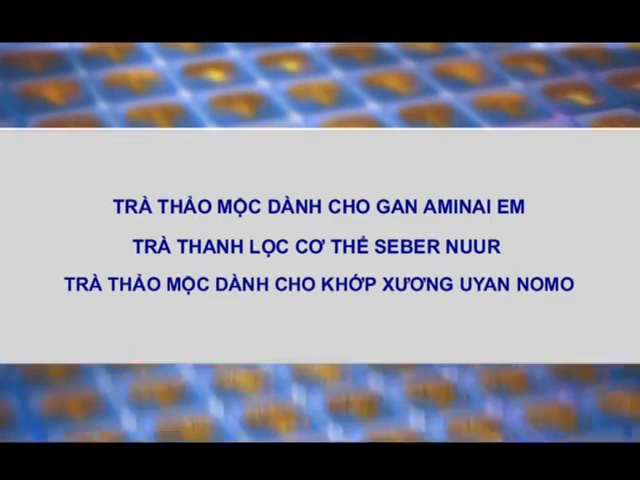 TRÀ THẢO MỘC DÀNH CHO GAN AMINAI EM
TRÀ THANH LỌC CƠ THỂ SEBER NUUR
TRÀ THẢO MỘC DÀNH CHO KHỚP XƯƠNG UYAN NOMO